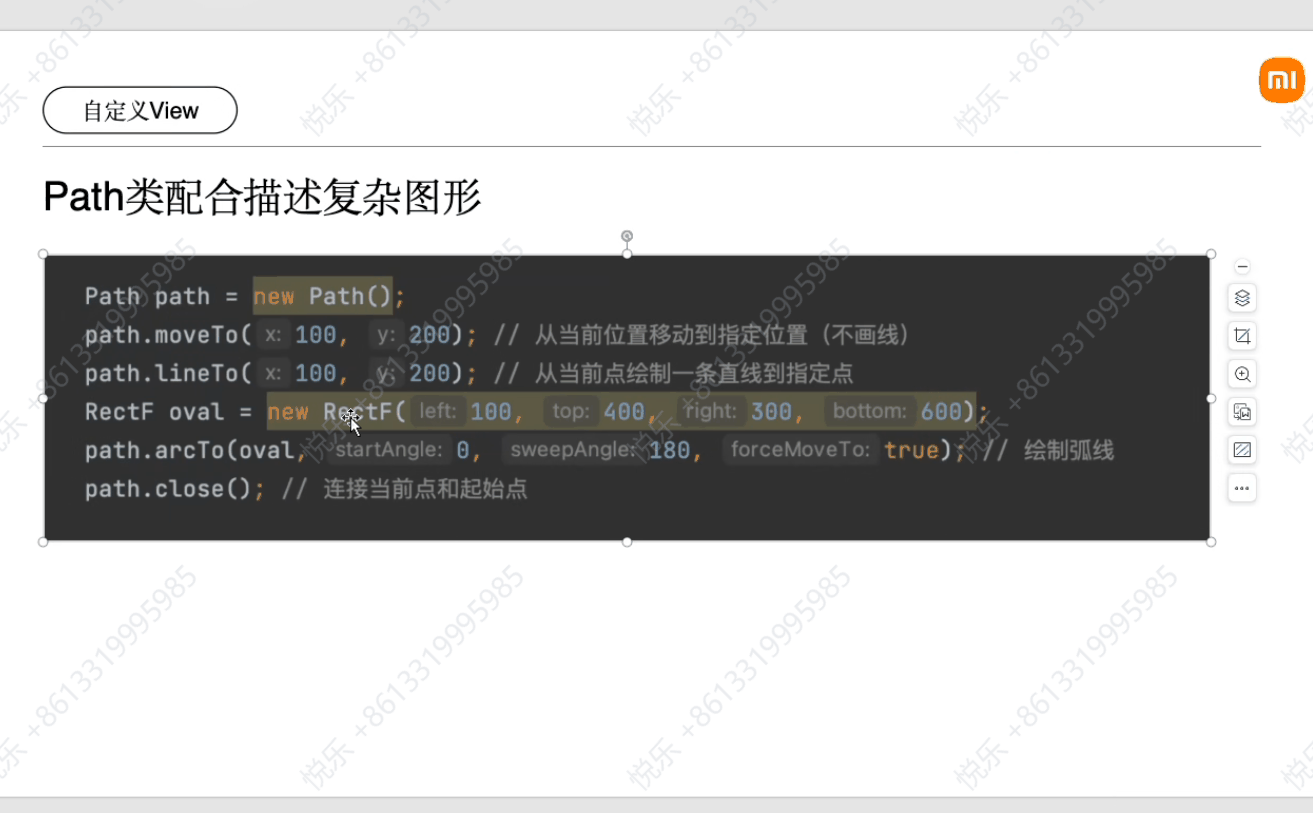 自定义View
Path类配合描述复杂图形
Path path = new Path();
path.moveTo( x: 100, y: 200); // 从当前位置移动到指定位置（不画线）
path.lineTo( x: 100, y: 200); // 从当前点绘制一条直线到指定点
RectF oval = new RectF( left: 100, top: 400, right: 300, bottom: 600);
path.arcTo(oval, startAngle: 0, sweepAngle: 180, forceMoveTo: true); // 绘制弧线
path.close(); // 连接当前点和起始点
悦乐 +8613319995985